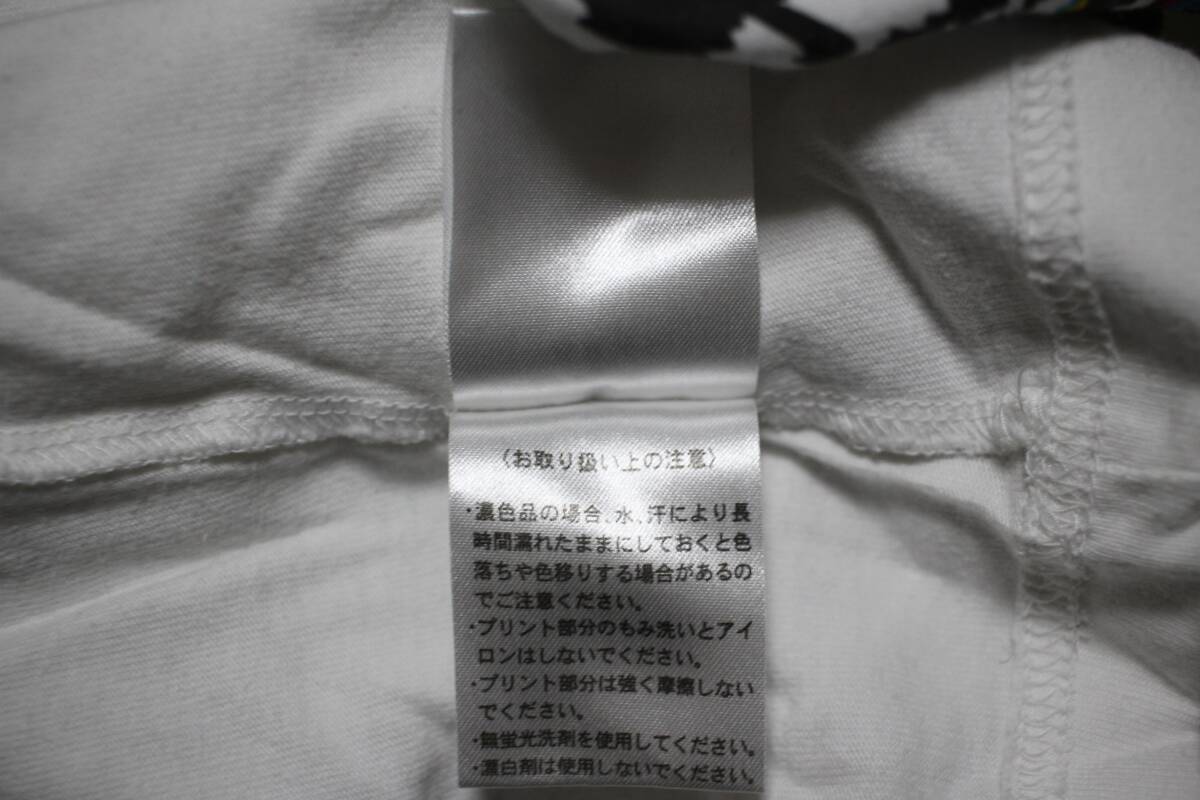 〈お取り扱い上の注意〉
・濃色品の場合、水、汗により長
時間濡れたままにしておくと色
落ちや色移りする場合があるの
でご注意ください。
・プリント部分のもみ洗いとアイ
ロンはしないでください。
・プリント部分は強く摩擦しない
でください。
・無蛍光洗剤を使用してください。
・漂白剤は使用しないでください。